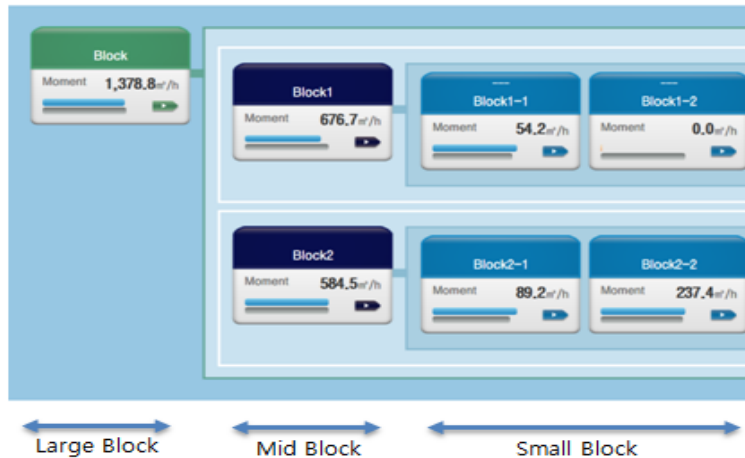 Block
Moment 1,378.8㎥/h
Block1
Moment 676.7㎥/h
Block1-1
Moment 54.2㎥/h
Block1-2
Moment 0.0㎥/h
Block2
Moment 584.5㎥/h
Block2-1
Moment 89.2㎥/h
Block2-2
Moment 237.4㎥/h
Large Block
Mid Block
Small Block